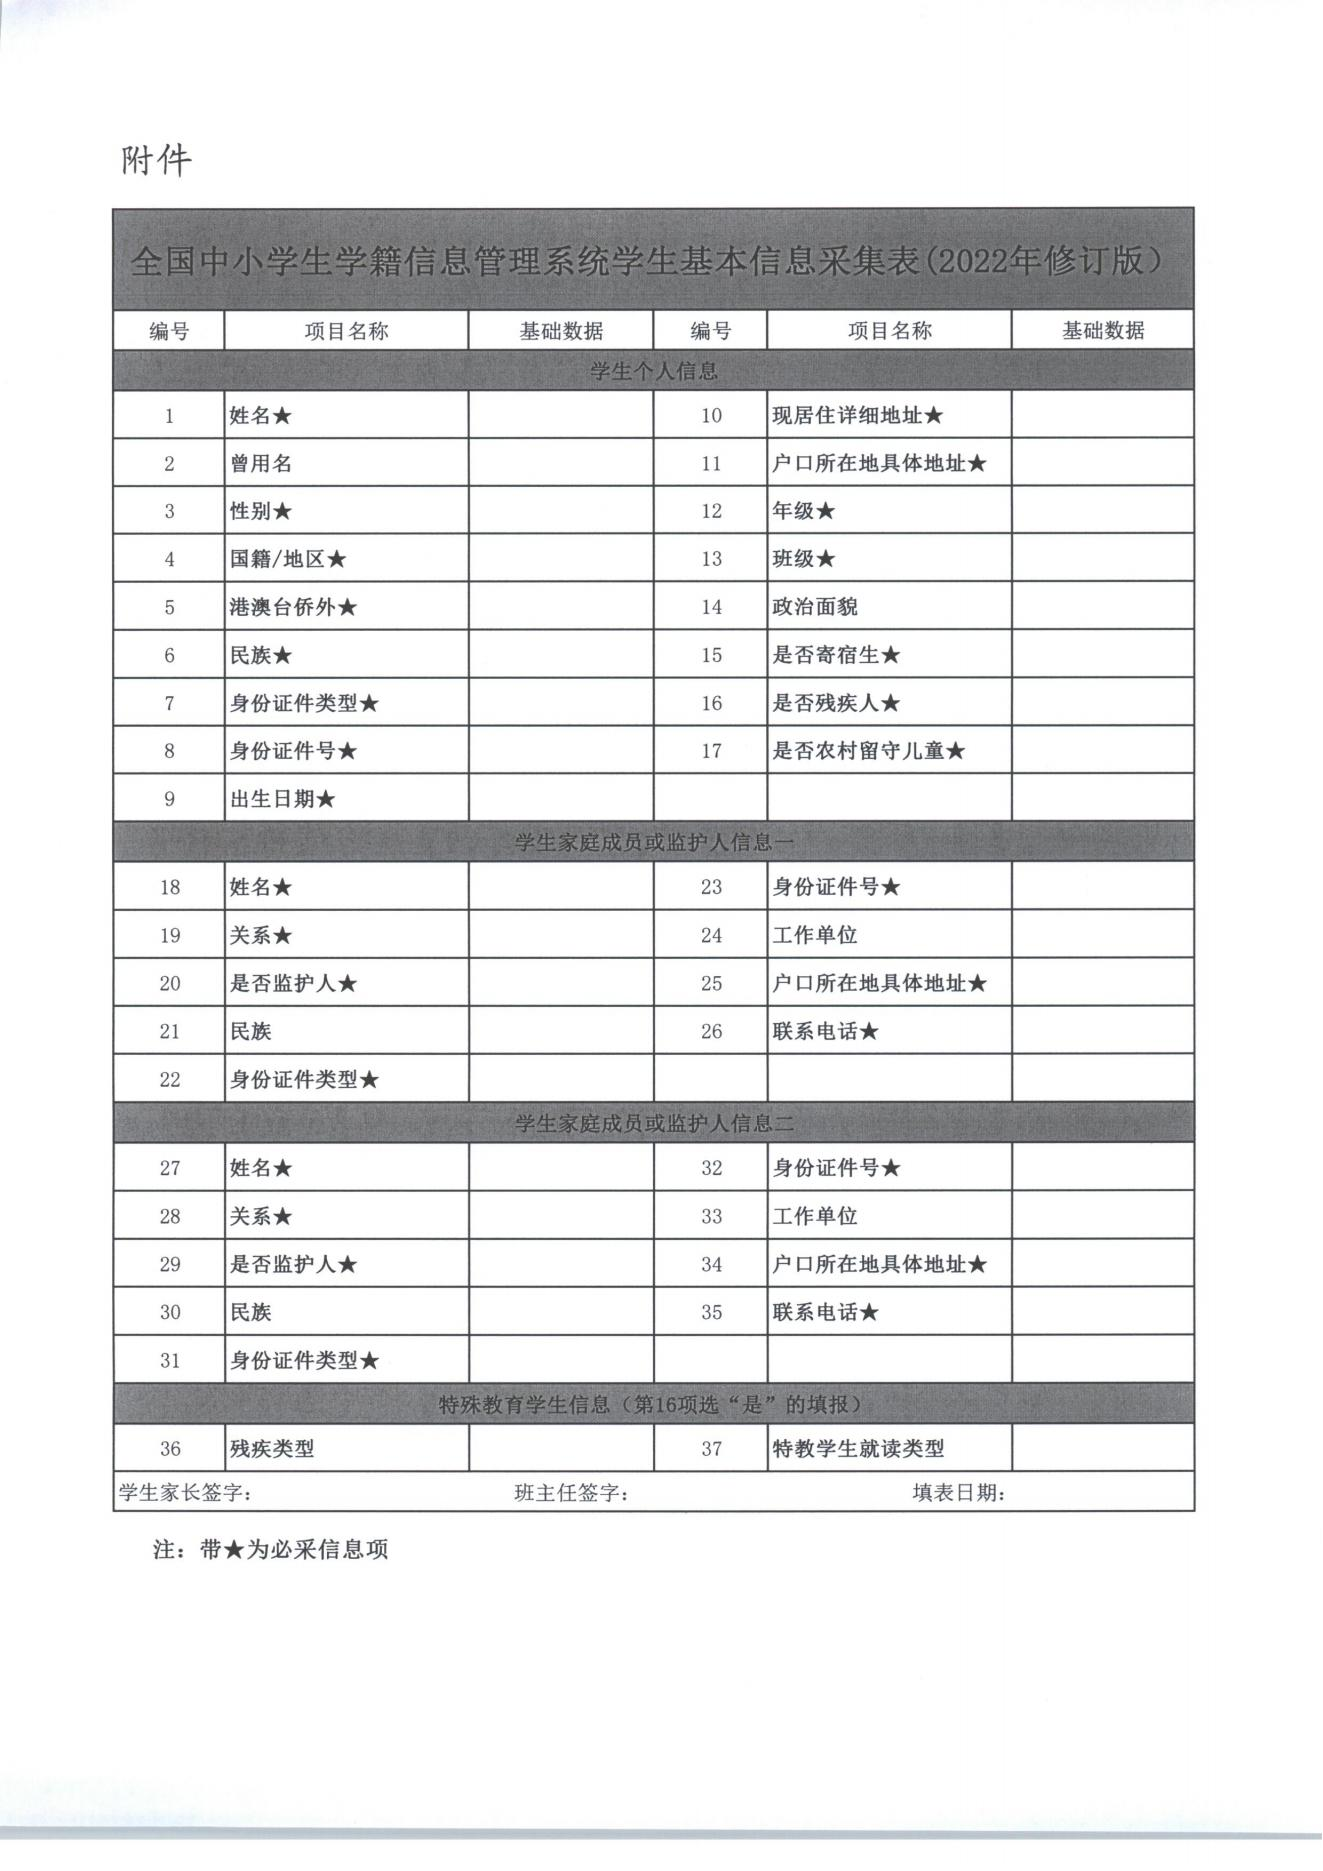 附件
全国中小学生学籍信息管理系统学生基本信息采集表(2022年修订版）
编号 项目名称 基础数据 编号 项目名称 基础数据
学生个人信息
1 姓名★ 10 现居住详细地址★
2 曾用名 11 户口所在地具体地址★
3 性别★ 12 年级★
4 国籍/地区★ 13 班级★
5 港澳台侨外★ 14 政治面貌
6 民族★ 15 是否寄宿生★
7 身份证件类型★ 16 是否残疾人★
8 身份证件号★ 17 是否农村留守儿童★
9 出生日期★
学生家庭成员或监护人信息一
18 姓名★ 23 身份证件号★
19 关系★ 24 工作单位
20 是否监护人★ 25 户口所在地具体地址★
21 民族 26 联系电话★
22 身份证件类型★
学生家庭成员或监护人信息二
27 姓名★ 32 身份证件号★
28 关系★ 33 工作单位
29 是否监护人★ 34 户口所在地具体地址★
30 民族 35 联系电话★
31 身份证件类型★
特殊教育学生信息（第16项选“是”的填报）
36 残疾类型 37 特教学生就读类型
学生家长签字： 班主任签字： 填表日期：
注：带★为必采信息项